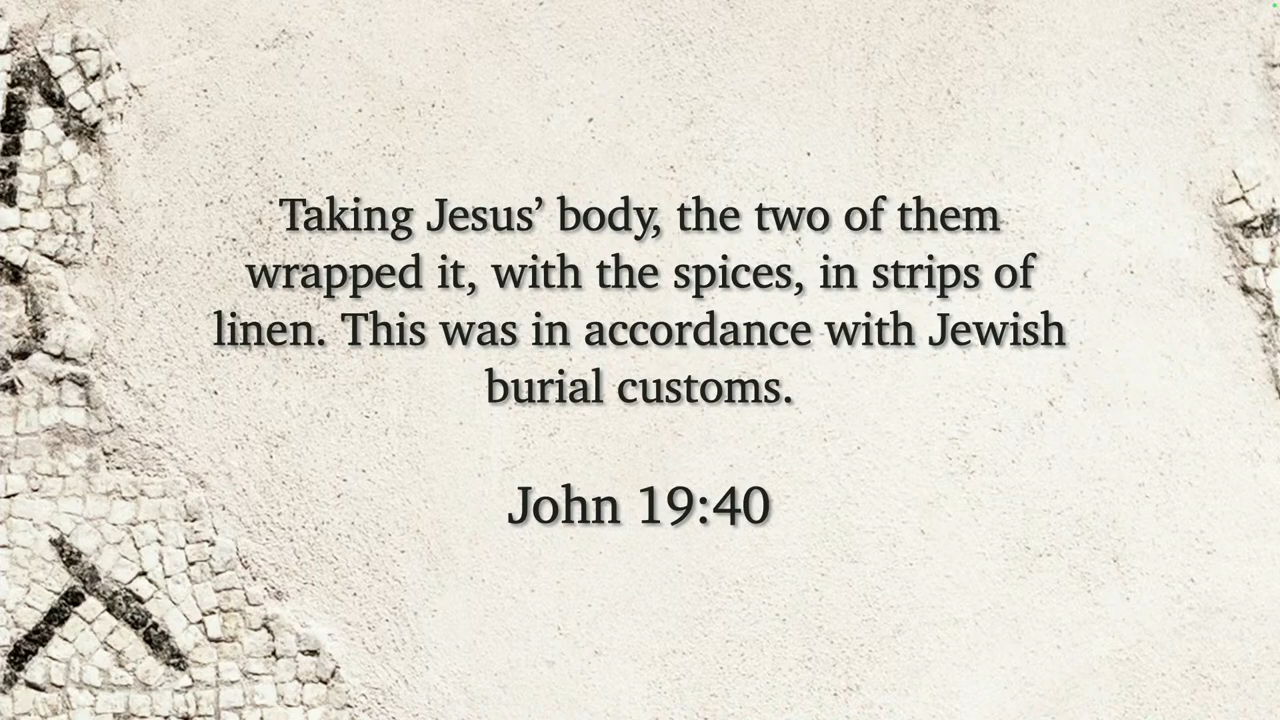 Taking Jesus’ body, the two of them
wrapped it, with the spices, in strips of
linen. This was in accordance with Jewish
burial customs.
John 19:40